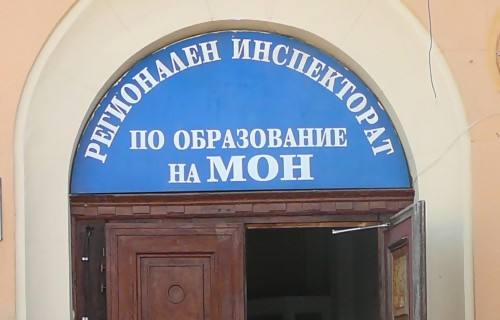 РЕГИОНАЛЕН ИНСПЕКТОРАТ
ПО ОБРАЗОВАНИЕ
НА МОН